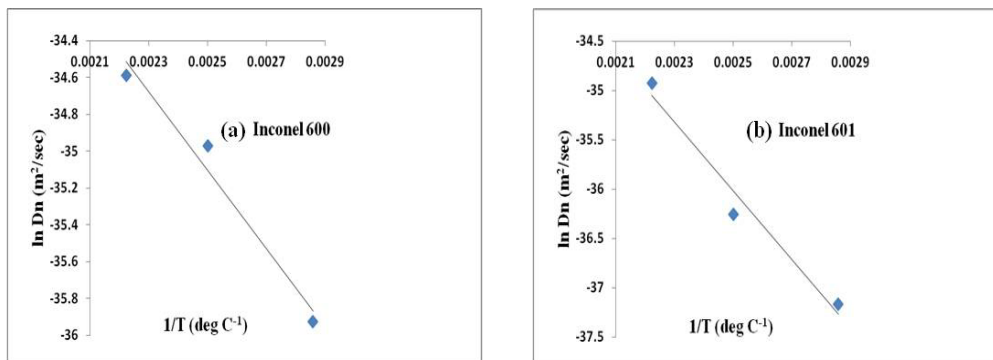 -34.4
0.0021 0.0023 0.0025 0.0027 0.0029
-34.6
-34.8
-35
-35.2
-35.4
-35.6
-35.8
-36
ln Dn (m²/sec)
(a) Inconel 600
1/T (deg C⁻¹)
-34.5
0.0021 0.0023 0.0025 0.0027 0.0029
-35
-35.5
-36
-36.5
-37
-37.5
ln Dn (m²/sec)
(b) Inconel 601
1/T (deg C⁻¹)